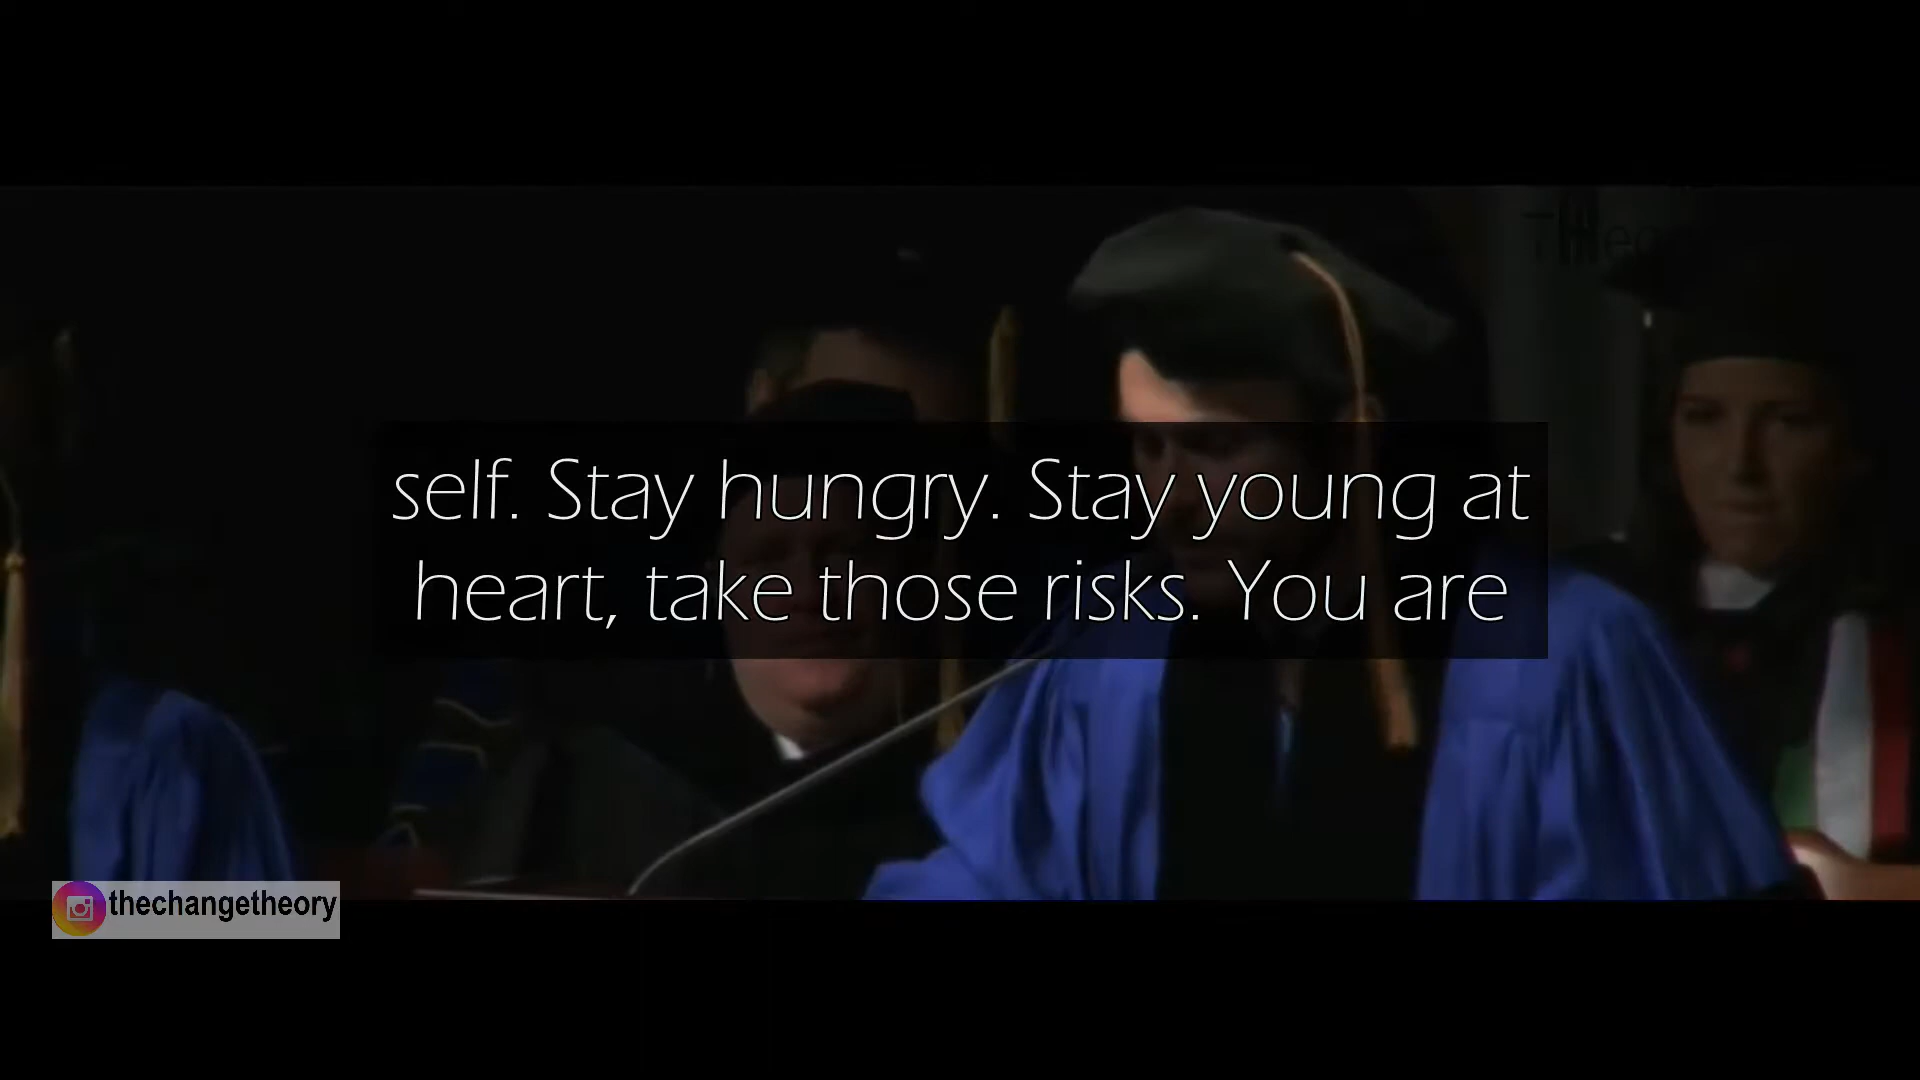 self. Stay hungry. Stay young at
heart, take those risks. You are
thechangetheory